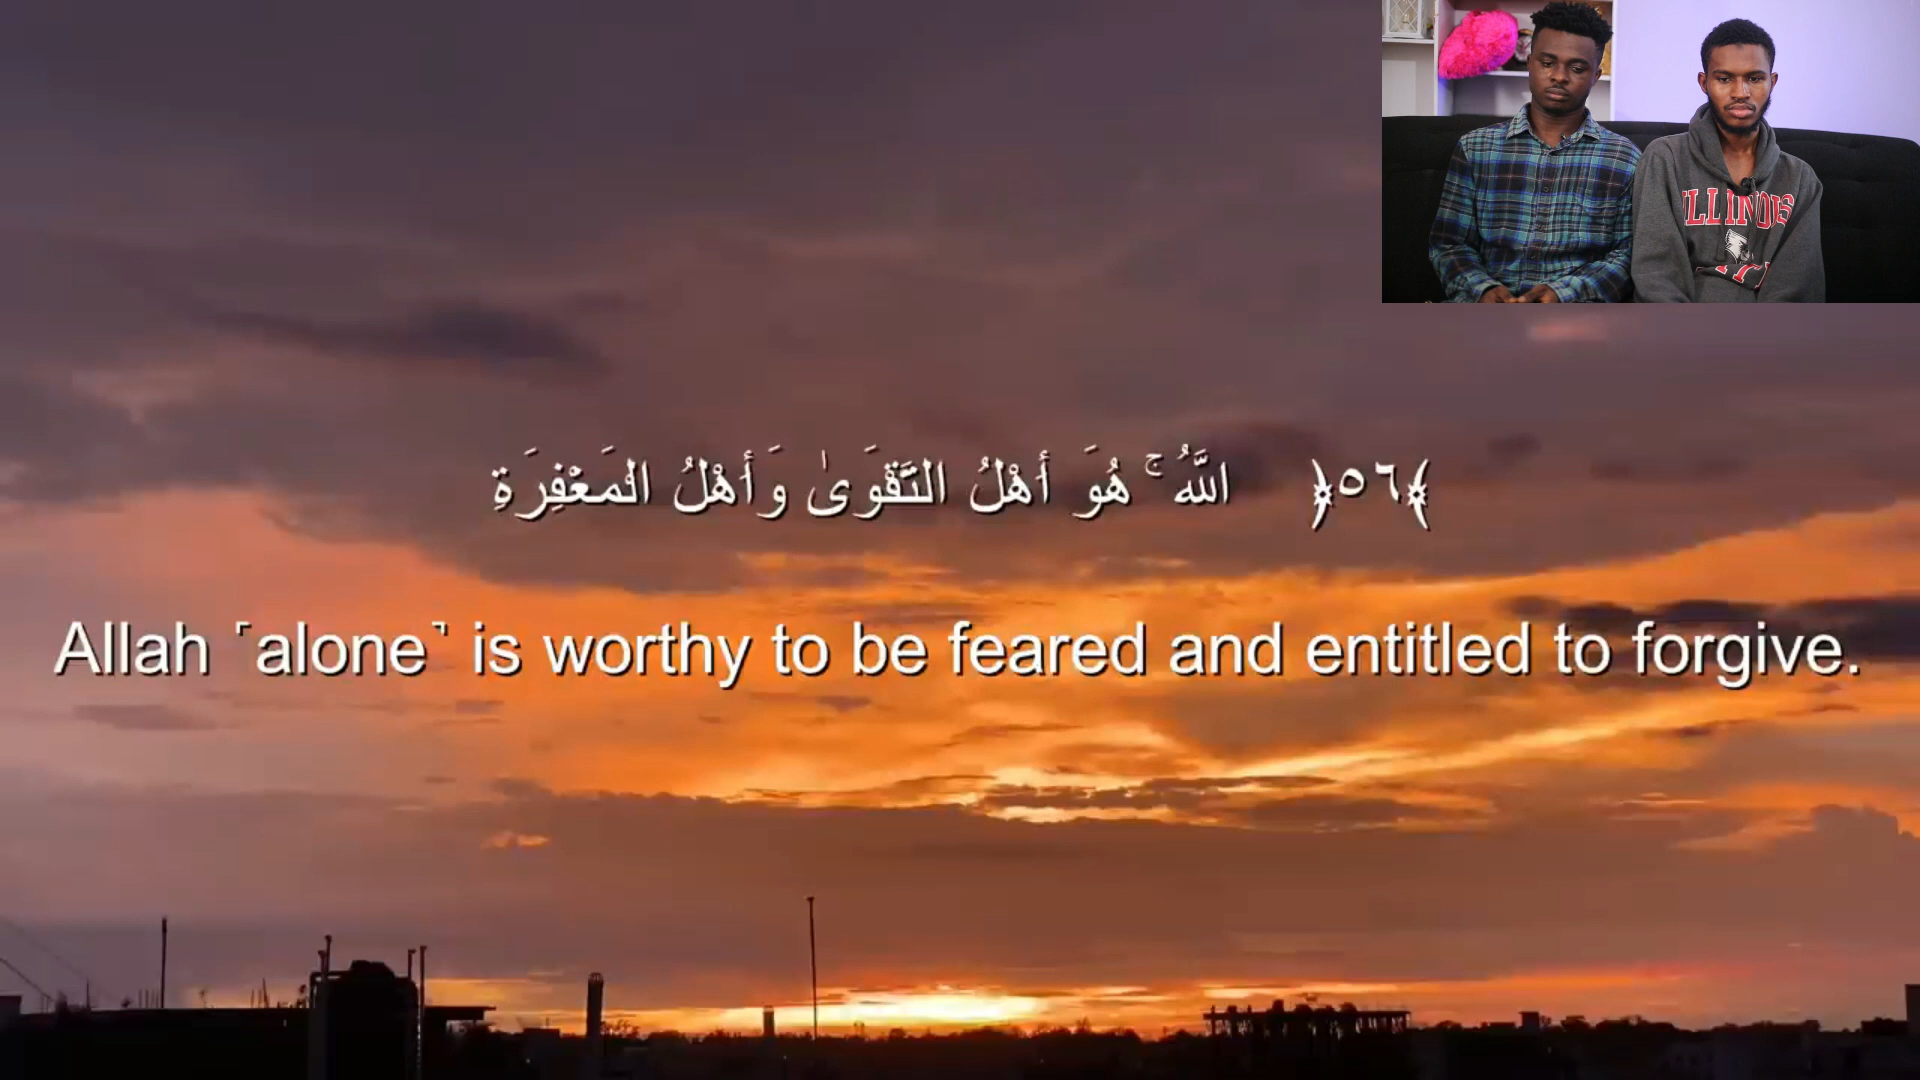 اللَّهُ ۚ هُوَ أَهْلُ التَّقْوَىٰ وَأَهْلُ الْمَغْفِرَةِ ﴿٥٦﴾
Allah ˹alone˺ is worthy to be feared and entitled to forgive.
ILLINOIS